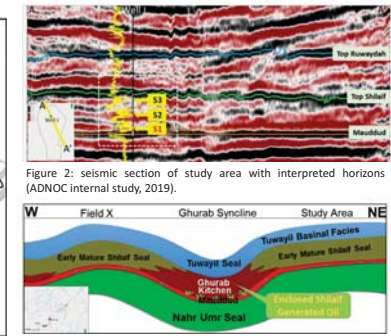 A
Well
A'
Top Ruwaydah
Top Shilaif
Mauddud
S3
S2
S1
A
A'
Figure 2: seismic section of study area with interpreted horizons
(ADNOC internal study, 2019).
W Field X Ghurab Syncline Study Area NE
Tuwayil Basinal Facies
Early Mature Shilaif Seal
Tuwayil Seal
Early Mature Shilaif Seal
Ghurab
Kitchen
Mauddud
Enclosed Shilaif
Generated Oil
Nahr Umr Seal